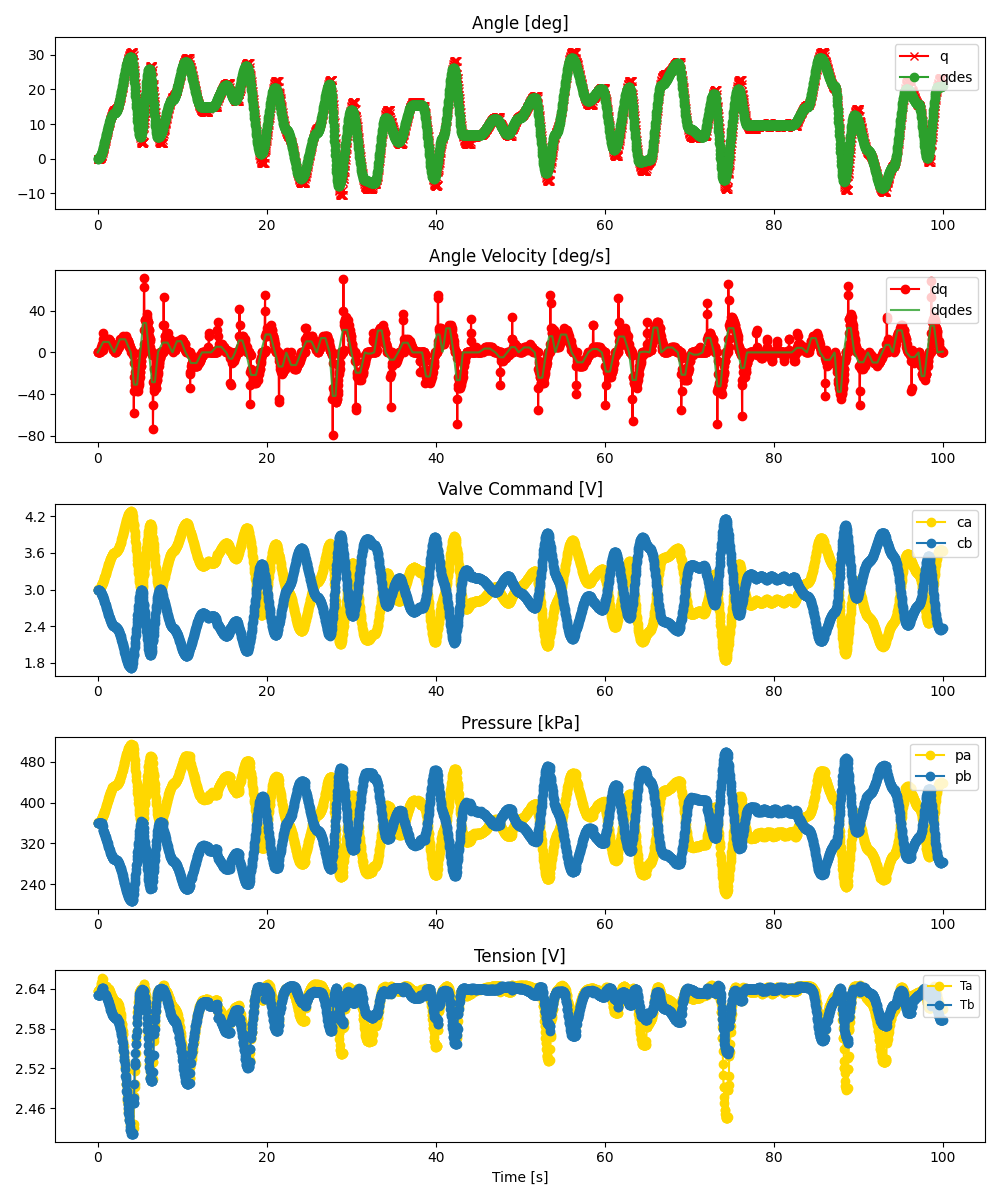 Angle [deg]
30
20
10
0
−10
q
qdes
0 20 40 60 80 100
Angle Velocity [deg/s]
40
0
−40
−80
dq
dqdes
0 20 40 60 80 100
Valve Command [V]
4.2
3.6
3.0
2.4
1.8
ca
cb
0 20 40 60 80 100
Pressure [kPa]
480
400
320
240
pa
pb
0 20 40 60 80 100
Tension [V]
2.64
2.58
2.52
2.46
Ta
Tb
0 20 40 60 80 100
Time [s]